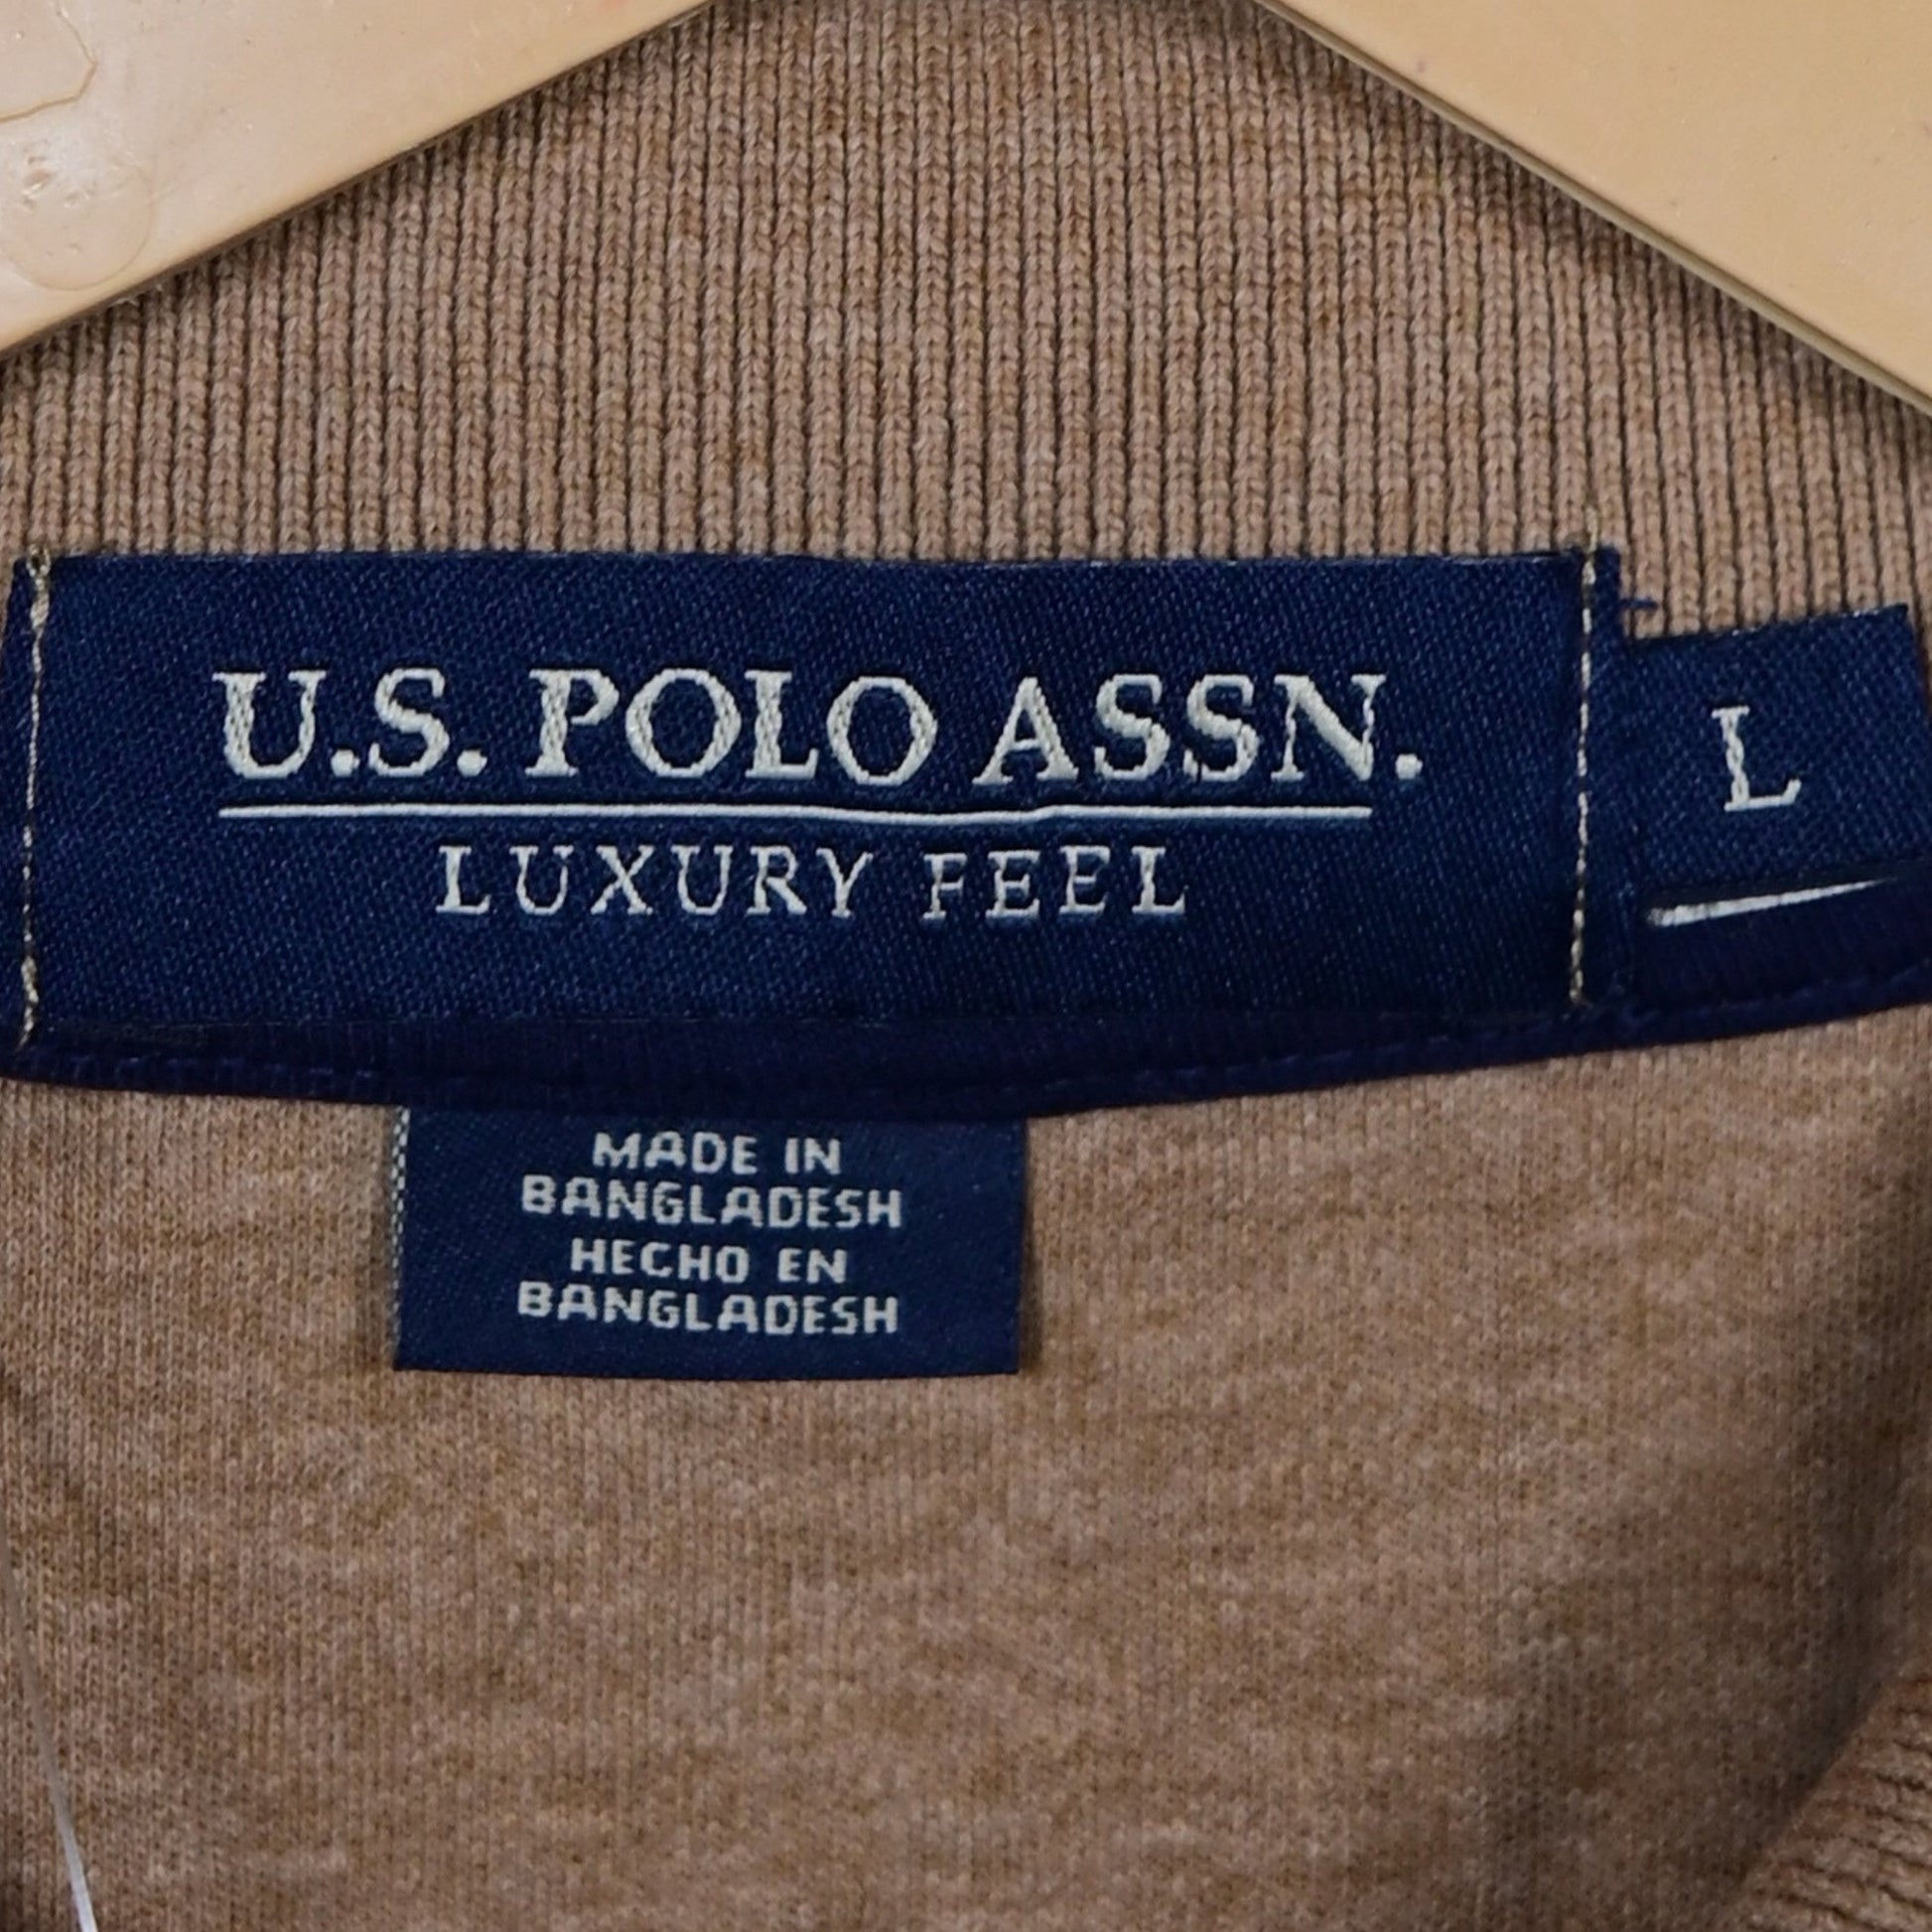 U.S. POLO ASSN.
LUXURY FEEL
L
MADE IN
BANGLADESH
HECHO EN
BANGLADESH